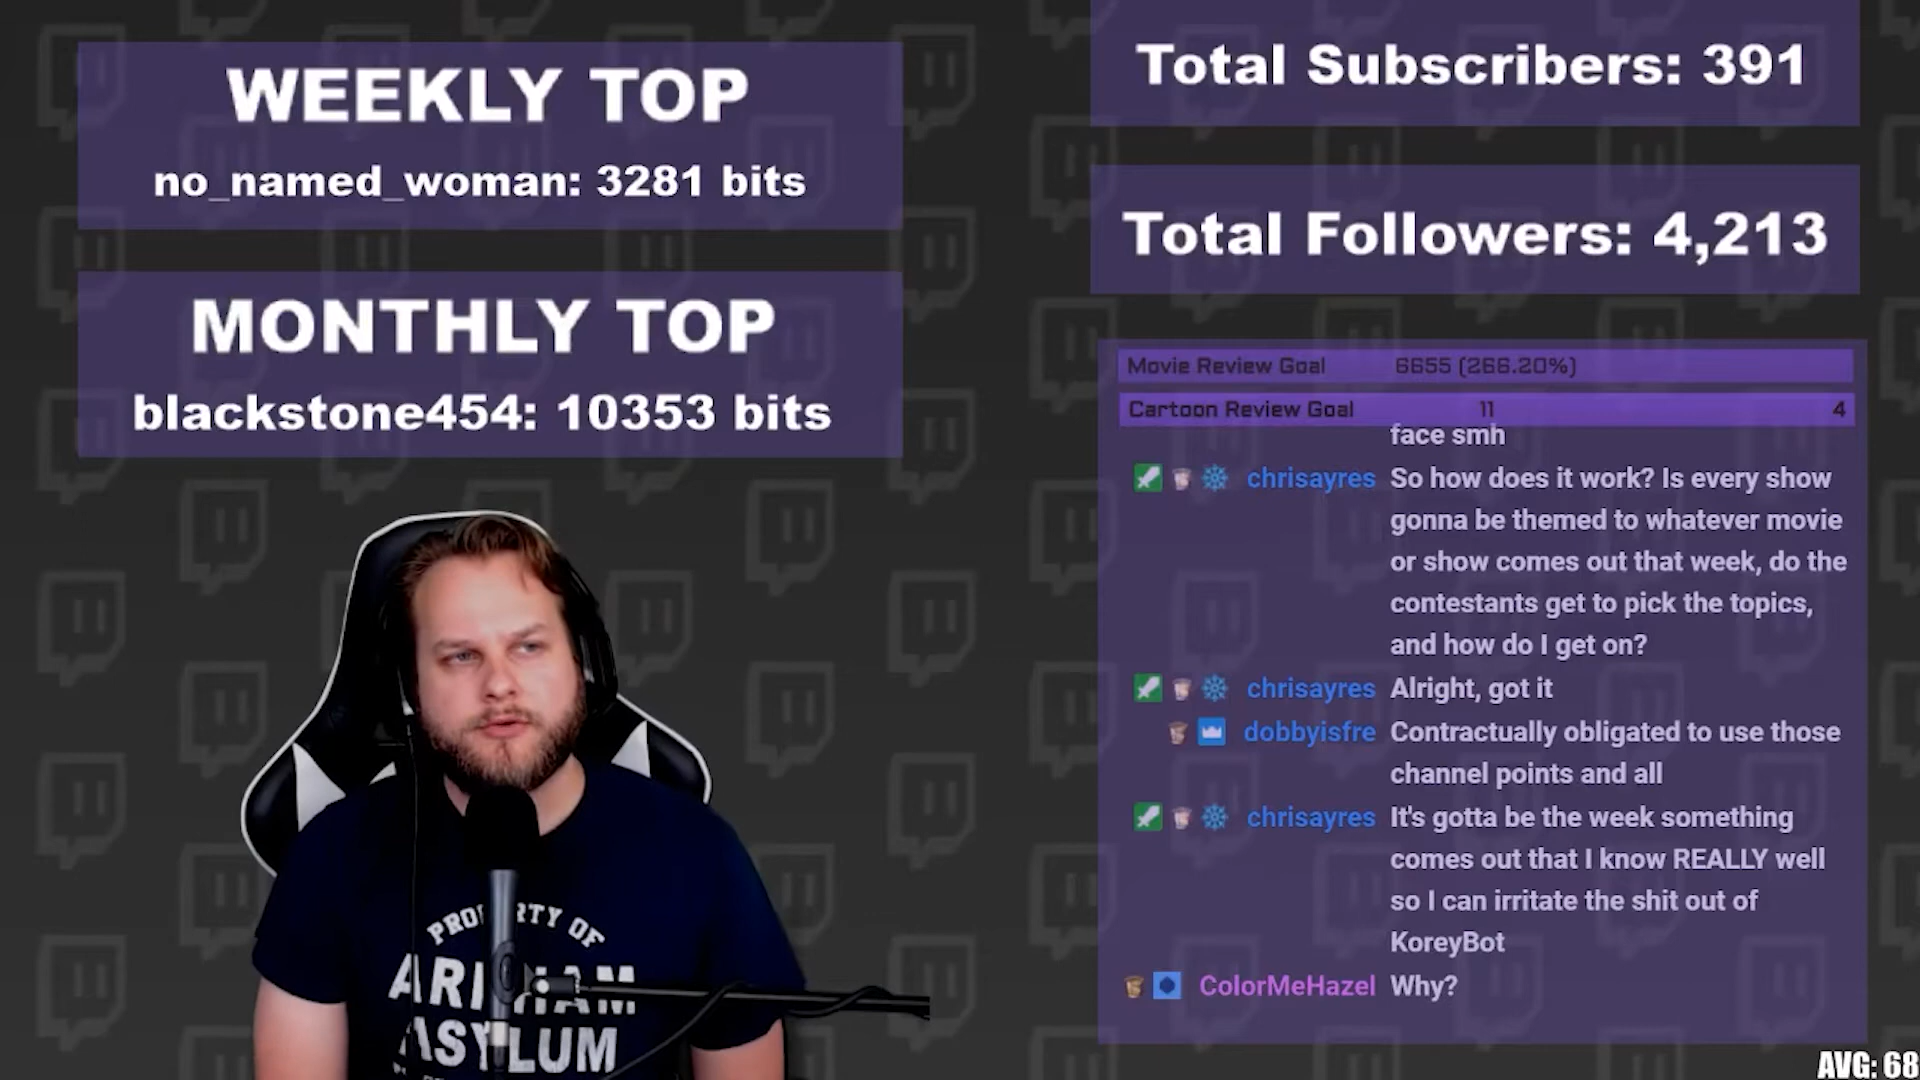 WEEKLY TOP
no_named_woman: 3281 bits
MONTHLY TOP
blackstone454: 10353 bits
Total Subscribers: 391
Total Followers: 4,213
Movie Review Goal 6655 (266.20%)
Cartoon Review Goal 11 4
face smh
chrisayres So how does it work? Is every show
gonna be themed to whatever movie
or show comes out that week, do the
contestants get to pick the topics,
and how do I get on?
chrisayres Alright, got it
dobbyisfre Contractually obligated to use those
channel points and all
chrisayres It's gotta be the week something
comes out that I know REALLY well
so I can irritate the shit out of
KoreyBot
ColorMeHazel Why?
PROPERTY OF
ARKHAM
ASYLUM
AVG: 68